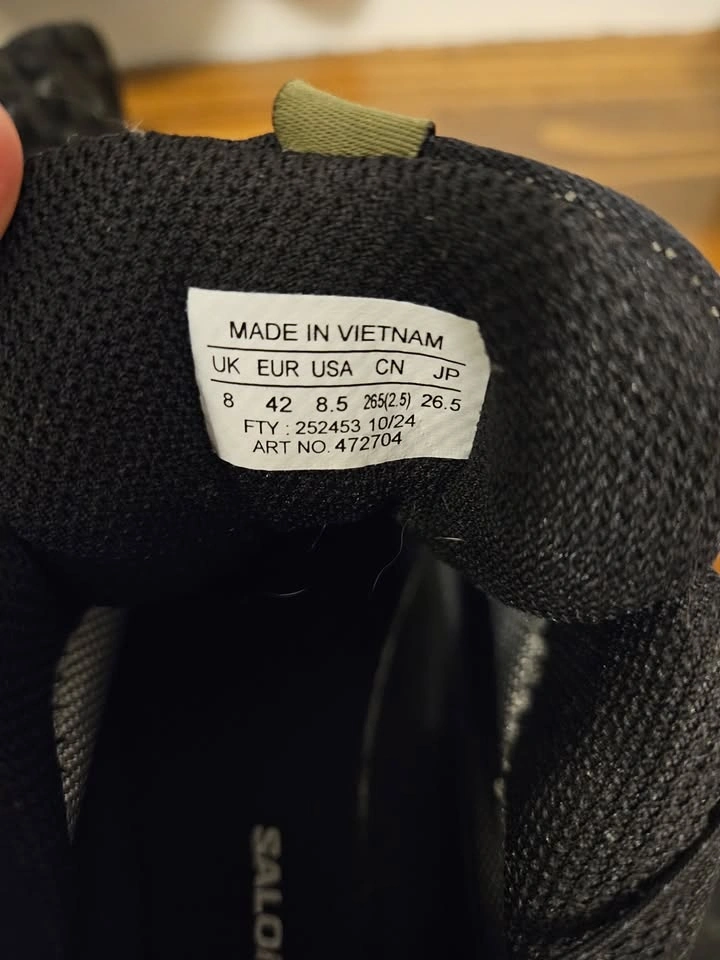 MADE IN VIETNAM
UK EUR USA CN JP
8 42 8.5 265(2.5) 26.5
FTY : 252453 10/24
ART NO. 472704
SALO